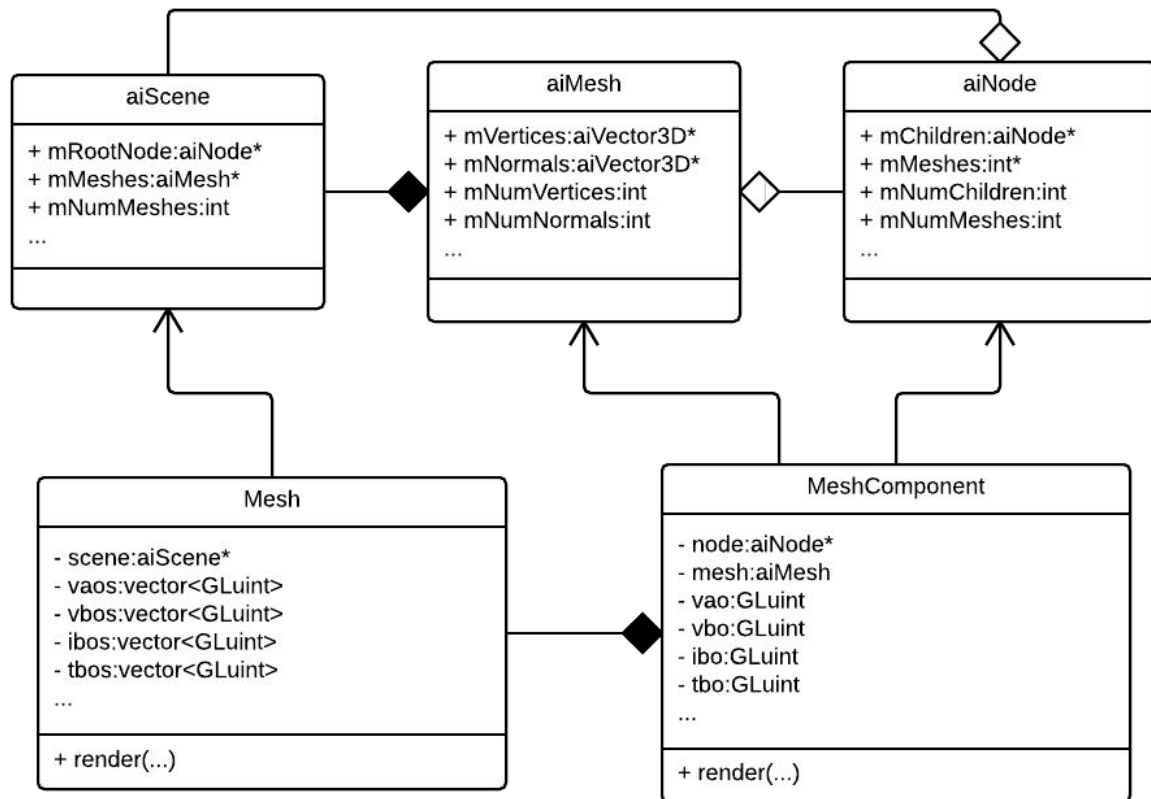 aiScene
+ mRootNode:aiNode*
+ mMeshes:aiMesh*
+ mNumMeshes:int
...
aiMesh
+ mVertices:aiVector3D*
+ mNormals:aiVector3D*
+ mNumVertices:int
+ mNumNormals:int
...
aiNode
+ mChildren:aiNode*
+ mMeshes:int*
+ mNumChildren:int
+ mNumMeshes:int
...
Mesh
- scene:aiScene*
- vaos:vector<GLuint>
- vbos:vector<GLuint>
- ibos:vector<GLuint>
- tbos:vector<GLuint>
...
+ render(...)
MeshComponent
- node:aiNode*
- mesh:aiMesh
- vao:GLuint
- vbo:GLuint
- ibo:GLuint
- tbo:GLuint
...
+ render(...)